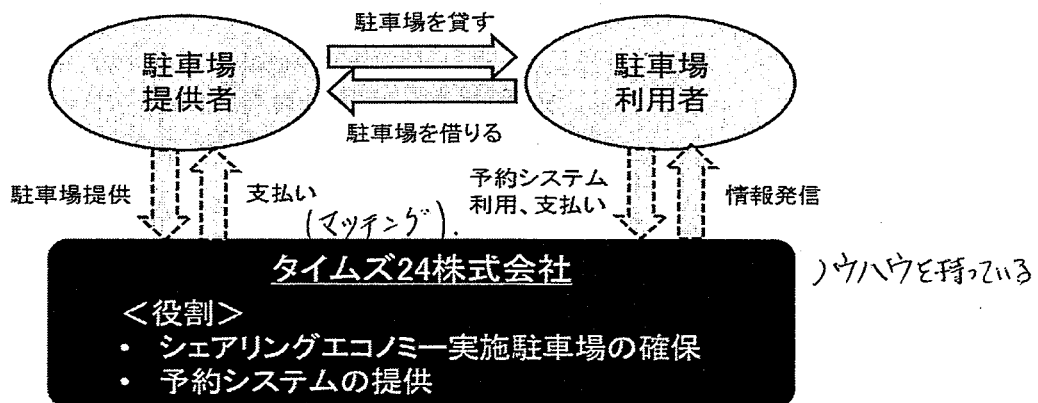 駐車場を貸す
駐車場
提供者
駐車場
利用者
駐車場を借りる
駐車場提供
支払い
予約システム
利用、支払い
情報発信
(マッチング).
タイムズ24株式会社
ノウハウを持っている
＜役割＞
・ シェアリングエコノミー実施駐車場の確保
・ 予約システムの提供